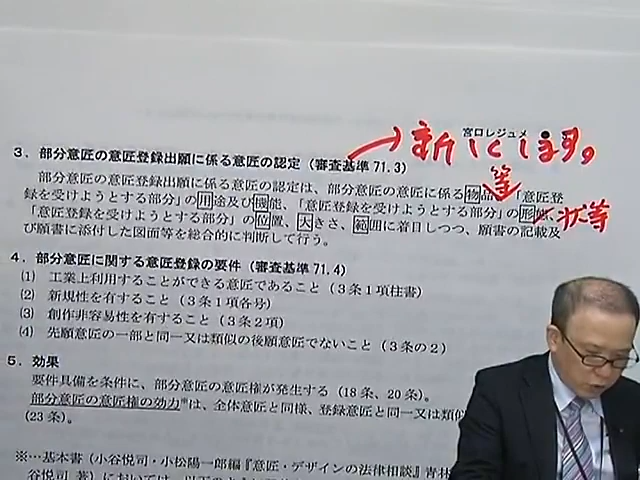 宮口レジュメ
新にします。
3．部分意匠の意匠登録出願に係る意匠の認定（審査基準 71.3）
部分意匠の意匠登録出願に係る意匠の認定は、部分意匠の意匠に係る物品、「意匠登
等
録を受けようとする部分」の用途及び機能、「意匠登録を受けようとする部分」の形態、
状等
「意匠登録を受けようとする部分」の位置、大きさ、範囲に着目しつつ、願書の記載及
び願書に添付した図面等を総合的に判断して行う。
4．部分意匠に関する意匠登録の要件（審査基準 71.4）
(1) 工業上利用することができる意匠であること（３条１項柱書）
(2) 新規性を有すること（３条１項各号）
(3) 創作非容易性を有すること（３条２項）
(4) 先願意匠の一部と同一又は類似の後願意匠でないこと（３条の２）
5．効果
要件具備を条件に、部分意匠の意匠権が発生する（18 条、20 条）。
部分意匠の意匠権の効力※は、全体意匠と同様、登録意匠と同一又は類似
（23 条）。
※…基本書（小谷悦司・小松陽一郎編『意匠・デザインの法律相談』青林
谷悦司 著）においては、以下の